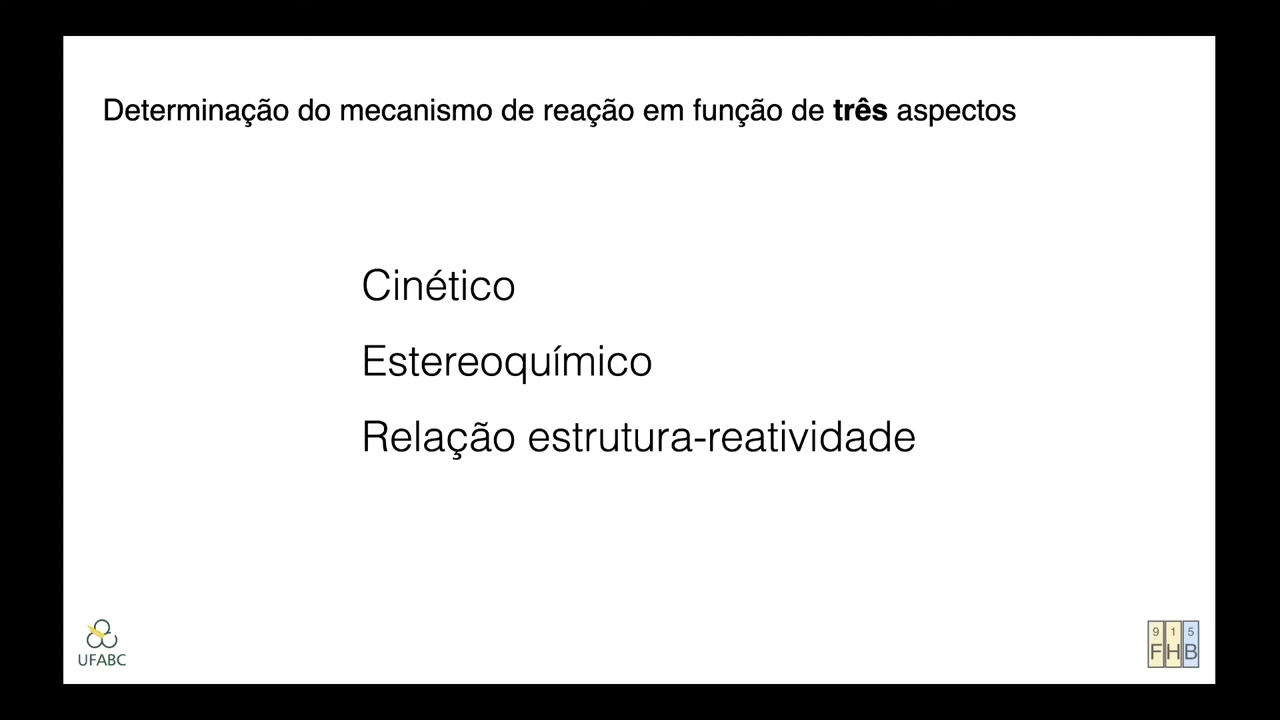 Determinação do mecanismo de reação em função de três aspectos
Cinético
Estereoquímico
Relação estrutura-reatividade
UFABC
9 1 5
F H B